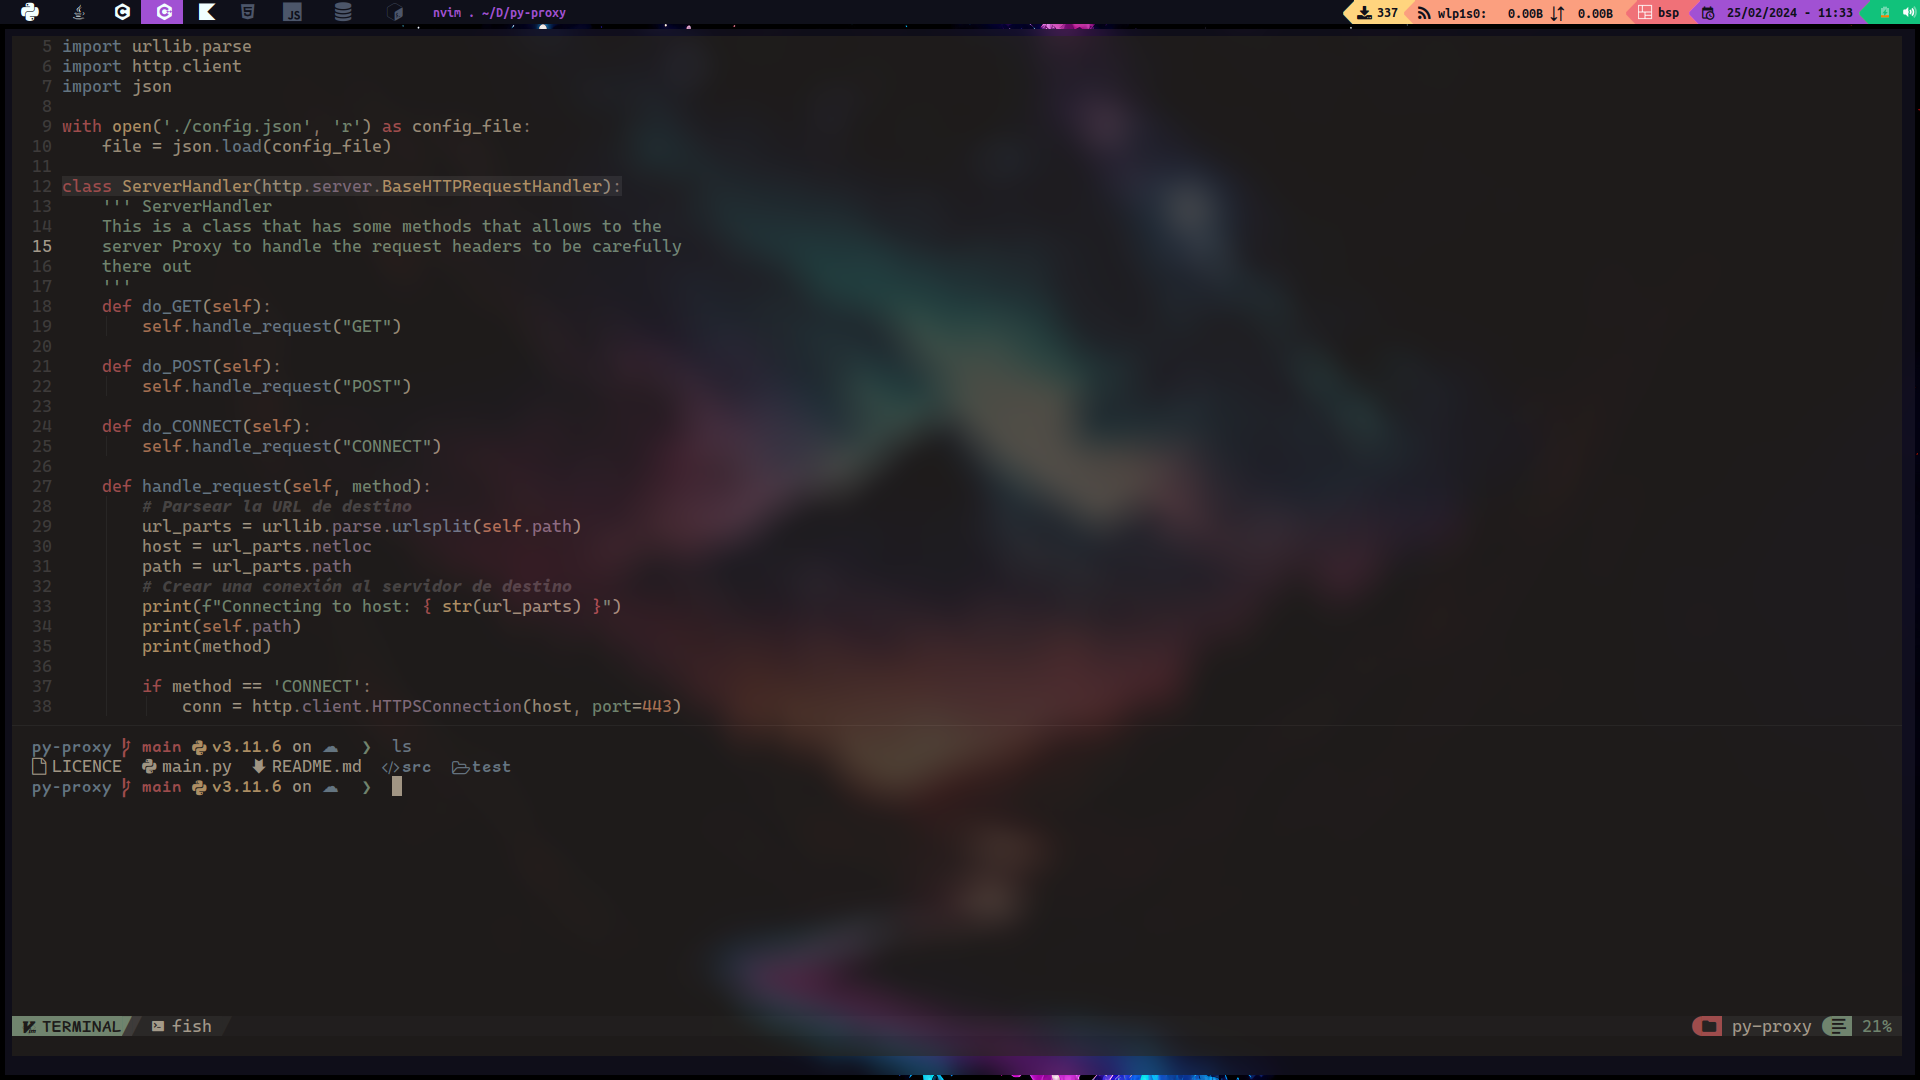 nvim . ~/D/py-proxy 337 wlp1s0: 0.00B 0.00B bsp 25/02/2024 - 11:33
5 import urllib.parse
6 import http.client
7 import json
8
9 with open('./config.json', 'r') as config_file:
10 file = json.load(config_file)
11
12 class ServerHandler(http.server.BaseHTTPRequestHandler):
13 ''' ServerHandler
14 This is a class that has some methods that allows to the
15 server Proxy to handle the request headers to be carefully
16 there out
17 '''
18 def do_GET(self):
19 self.handle_request("GET")
20
21 def do_POST(self):
22 self.handle_request("POST")
23
24 def do_CONNECT(self):
25 self.handle_request("CONNECT")
26
27 def handle_request(self, method):
28 # Parsear la URL de destino
29 url_parts = urllib.parse.urlsplit(self.path)
30 host = url_parts.netloc
31 path = url_parts.path
32 # Crear una conexión al servidor de destino
33 print(f"Connecting to host: { str(url_parts) }")
34 print(self.path)
35 print(method)
36
37 if method == 'CONNECT':
38 conn = http.client.HTTPSConnection(host, port=443)
py-proxy main v3.11.6 on ❯ ls
LICENCE main.py README.md src test
py-proxy main v3.11.6 on ❯
TERMINAL fish py-proxy 21%